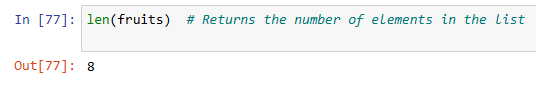 In [77]: len(fruits)  # Returns the number of elements in the list
Out[77]: 8